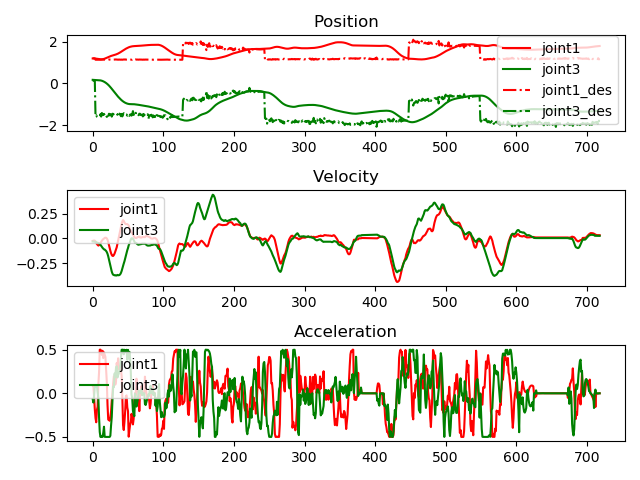 Position
2
0
−2
joint1
joint3
joint1_des
joint3_des
0 100 200 300 400 500 600 700
Velocity
0.25
0.00
−0.25
joint1
joint3
0 100 200 300 400 500 600 700
Acceleration
0.5
0.0
−0.5
joint1
joint3
0 100 200 300 400 500 600 700